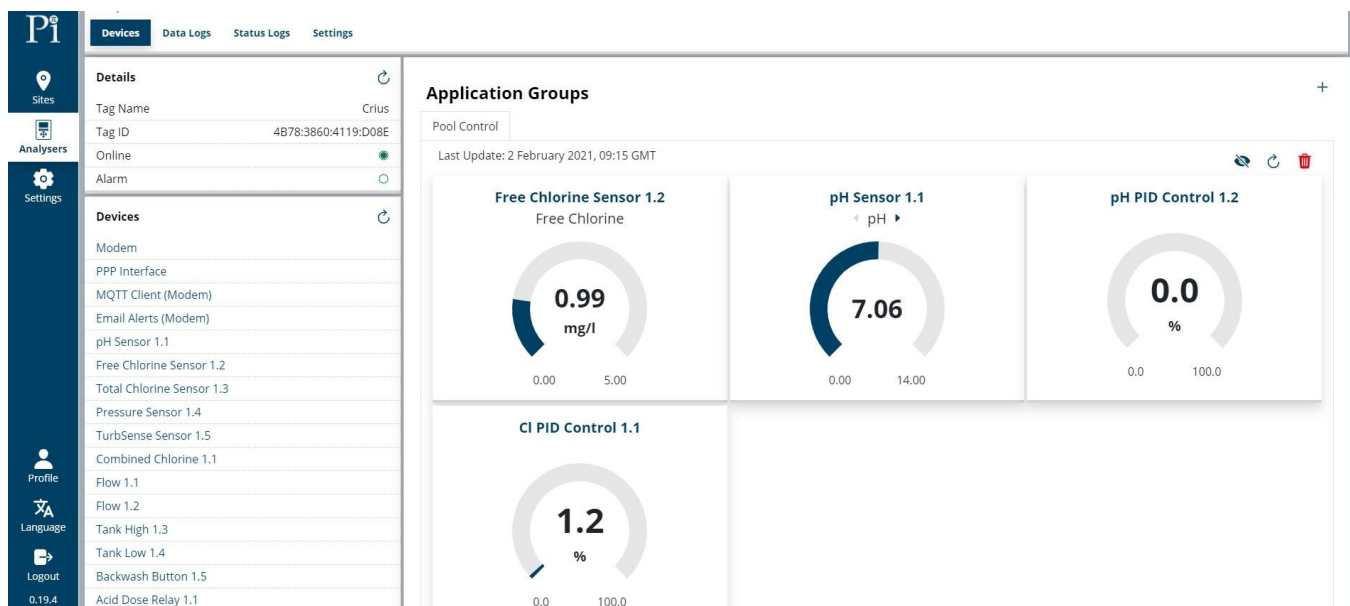 Pi
Devices Data Logs Status Logs Settings
Sites
Analysers
Settings
Profile
Language
Logout
0.19.4
Details
Tag Name Crius
Tag ID 4B78:3860:4119:D08E
Online
Alarm
Devices
Modem
PPP Interface
MQTT Client (Modem)
Email Alerts (Modem)
pH Sensor 1.1
Free Chlorine Sensor 1.2
Total Chlorine Sensor 1.3
Pressure Sensor 1.4
TurbSense Sensor 1.5
Combined Chlorine 1.1
Flow 1.1
Flow 1.2
Tank High 1.3
Tank Low 1.4
Backwash Button 1.5
Acid Dose Relay 1.1
Application Groups
+
Pool Control
Last Update: 2 February 2021, 09:15 GMT
Free Chlorine Sensor 1.2
Free Chlorine
0.99
mg/l
0.00 5.00
pH Sensor 1.1
pH
7.06
0.00 14.00
pH PID Control 1.2
0.0
%
0.0 100.0
Cl PID Control 1.1
1.2
%
0.0 100.0